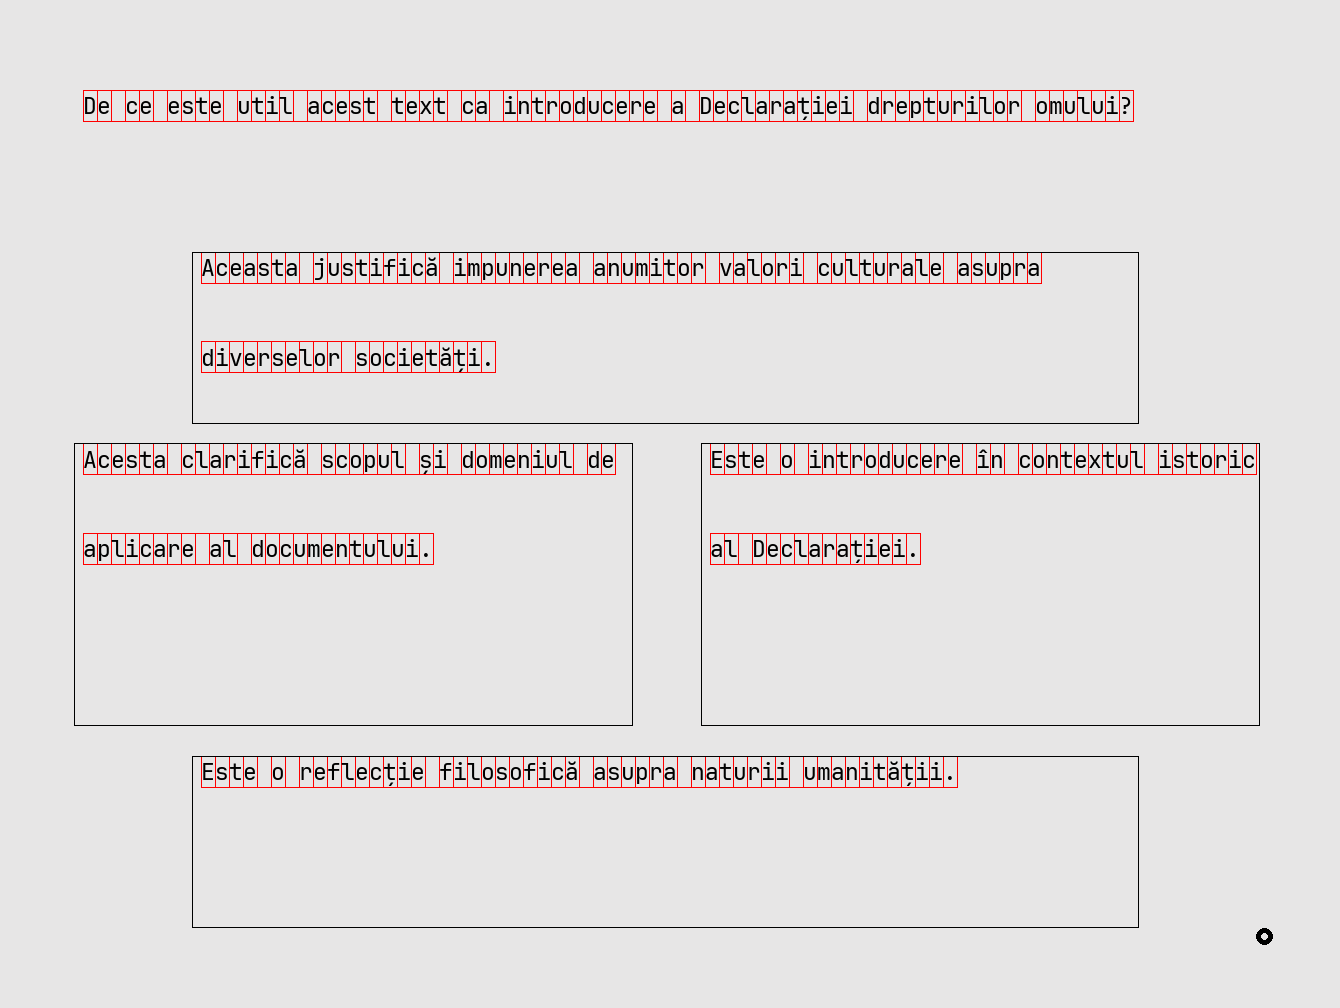 De ce este util acest text ca introducere a Declarației drepturilor omului?
Aceasta justifică impunerea anumitor valori culturale asupra
diverselor societăți.
Acesta clarifică scopul și domeniul de
aplicare al documentului.
Este o introducere în contextul istoric
al Declarației.
Este o reflecție filosofică asupra naturii umanității.